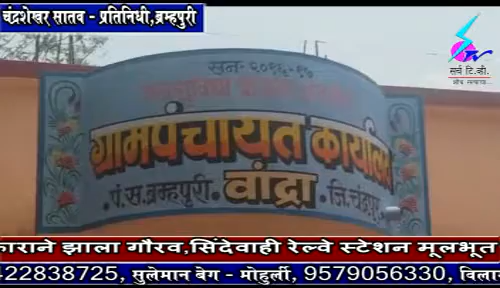 चंद्रशेखर सातव - प्रतिनिधी,ब्रम्हपुरी
सर्व टि.व्ही.
सन- २०१६-१७
ग्रामपंचायत कार्यालय
पं.स.ब्रम्हपुरी. वांद्रा .जि.चंद्रपूर
काराने झाला गौरव,सिंदेवाही रेल्वे स्टेशन मूलभूत
422838725, सुलेमान बेग - मोहुर्ली, 9579056330, विलास